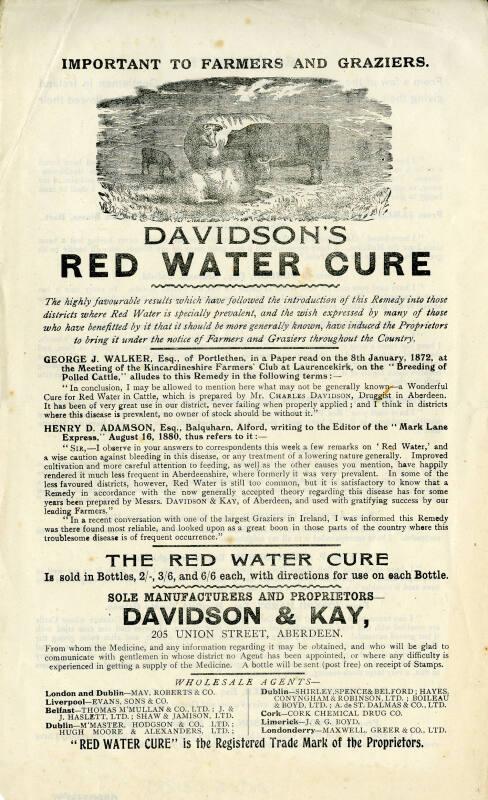 IMPORTANT TO FARMERS AND GRAZIERS.
DAVIDSON'S
RED WATER CURE
The highly favourable results which have followed the introduction of this Remedy into those
districts where Red Water is specially prevalent, and the wish expressed by many of those
who have benefitted by it that it should be more generally known, have induced the Proprietors
to bring it under the notice of Farmers and Graziers throughout the Country.
GEORGE J. WALKER, Esq., of Portlethen, in a Paper read on the 8th January, 1872, at
the Meeting of the Kincardineshire Farmers' Club at Laurencekirk, on the "Breeding of
Polled Cattle," alludes to this Remedy in the following terms:—
"In conclusion, I may be allowed to mention here what may not be generally known—a Wonderful
Cure for Red Water in Cattle, which is prepared by Mr. CHARLES DAVIDSON, Druggist in Aberdeen.
It has been of very great use in our district, never failing when properly applied; and I think in districts
where this disease is prevalent, no owner of stock should be without it."
HENRY D. ADAMSON, Esq., Balquharn, Alford, writing to the Editor of the "Mark Lane
Express," August 16, 1880, thus refers to it:—
"SIR,—I observe in your answers to correspondents this week a few remarks on 'Red Water,' and
a wise caution against bleeding in this disease, or any treatment of a lowering nature generally. Improved
cultivation and more careful attention to feeding, as well as the other causes you mention, have happily
rendered it much less frequent in Aberdeenshire, where formerly it was very prevalent. In some of the
less favoured districts, however, Red Water is still too common, but it is satisfactory to know that a
Remedy in accordance with the now generally accepted theory regarding this disease has for some
years been prepared by Messrs. DAVIDSON & KAY, of Aberdeen, and used with gratifying success by our
leading Farmers."
"In a recent conversation with one of the largest Graziers in Ireland, I was informed this Remedy
was there found most reliable, and looked upon as a great boon in those parts of the country where this
troublesome disease is of frequent occurrence."
THE RED WATER CURE
Is sold in Bottles, 2/-, 3/6, and 6/6 each, with directions for use on each Bottle.
SOLE MANUFACTURERS AND PROPRIETORS—
DAVIDSON & KAY,
205 UNION STREET, ABERDEEN.
From whom the Medicine, and any information regarding it may be obtained, and who will be glad to
communicate with gentlemen in whose district no Agent has been appointed, or where any difficulty is
experienced in getting a supply of the Medicine. A bottle will be sent (post free) on receipt of Stamps.
WHOLESALE AGENTS—
London and Dublin—MAY, ROBERTS & CO.
Liverpool—EVANS, SONS & CO.
Belfast—THOMAS M'MULLAN & CO., LTD.; J. &
J. HASLETT, LTD.; SHAW & JAMISON, LTD.
Dublin—M'MASTER, HODGSON & CO., LTD.;
HUGH MOORE & ALEXANDERS, LTD.;
Dublin—SHIRLEY, SPENCE & BELFORD; HAYES,
CONYNGHAM & ROBINSON, LTD.; BOILEAU
& BOYD, LTD.; A. de ST. DALMAS & CO., LTD.
Cork—CORK CHEMICAL DRUG CO.
Limerick—J. & G. BOYD.
Londonderry—MAXWELL, GREER & CO., LTD.
"RED WATER CURE" is the Registered Trade Mark of the Proprietors.